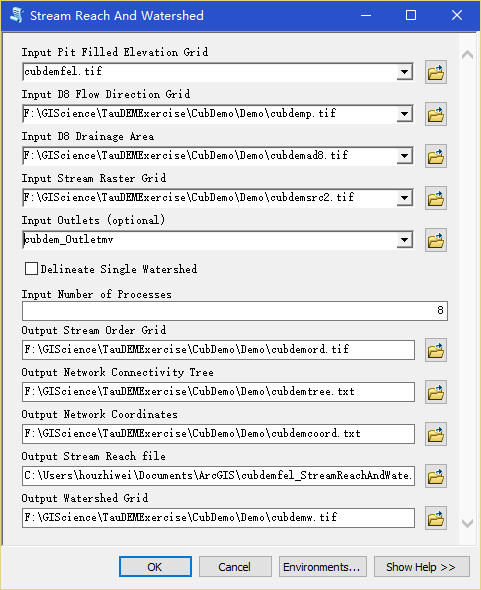 Stream Reach And Watershed
Input Pit Filled Elevation Grid
cubdemfel.tif
Input D8 Flow Direction Grid
F:\GIScience\TauDEMExercise\CubDemo\Demo\cubdemp.tif
Input D8 Drainage Area
F:\GIScience\TauDEMExercise\CubDemo\Demo\cubdemad8.tif
Input Stream Raster Grid
F:\GIScience\TauDEMExercise\CubDemo\Demo\cubdemsrc2.tif
Input Outlets (optional)
cubdem_Outletmv
Delineate Single Watershed
Input Number of Processes
8
Output Stream Order Grid
F:\GIScience\TauDEMExercise\CubDemo\Demo\cubdemord.tif
Output Network Connectivity Tree
F:\GIScience\TauDEMExercise\CubDemo\Demo\cubdemtree.txt
Output Network Coordinates
F:\GIScience\TauDEMExercise\CubDemo\Demo\cubdemcoord.txt
Output Stream Reach file
C:\Users\houzhiwei\Documents\ArcGIS\cubdemfel_StreamReachAndWate.
Output Watershed Grid
F:\GIScience\TauDEMExercise\CubDemo\Demo\cubdemw.tif
OK Cancel Environments... Show Help >>